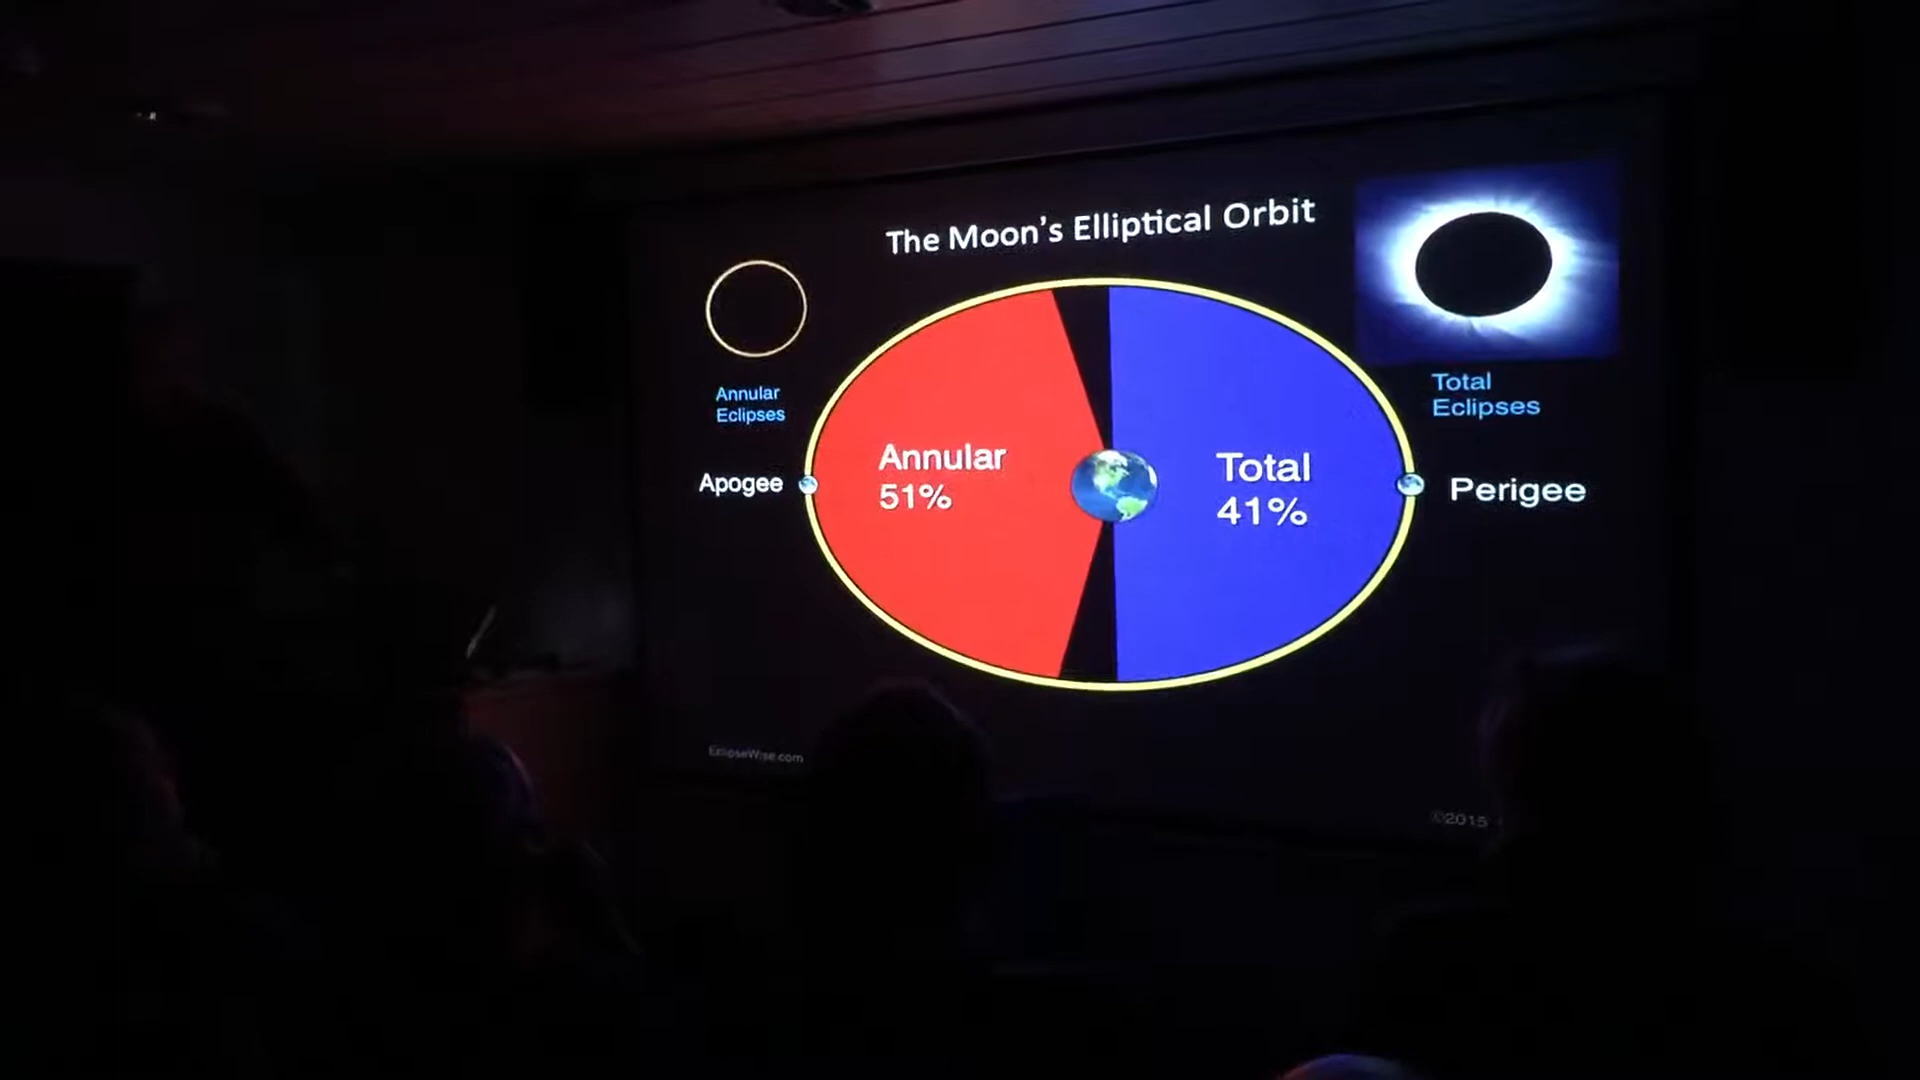 The Moon's Elliptical Orbit
Annular
Eclipses
Total
Eclipses
Apogee
Annular
51%
Total
41%
Perigee
EclipseWise.com
©2015